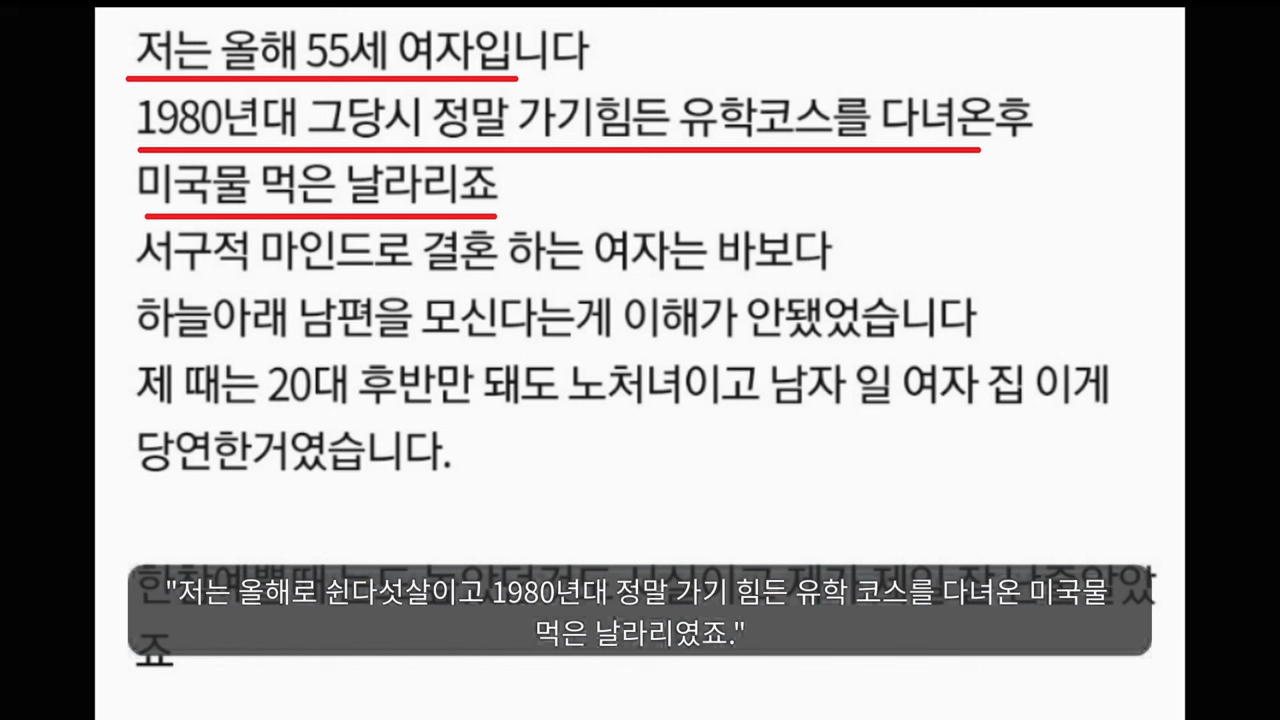 저는 올해 55세 여자입니다
1980년대 그당시 정말 가기힘든 유학코스를 다녀온후
미국물 먹은 날라리죠
서구적 마인드로 결혼 하는 여자는 바보다
하늘아래 남편을 모신다는게 이해가 안됐었습니다
제 때는 20대 후반만 돼도 노처녀이고 남자 일 여자 집 이게
당연한거였습니다.
"저는 올해로 쉰다섯살이고 1980년대 정말 가기 힘든 유학 코스를 다녀온 미국물
먹은 날라리였죠."
죠